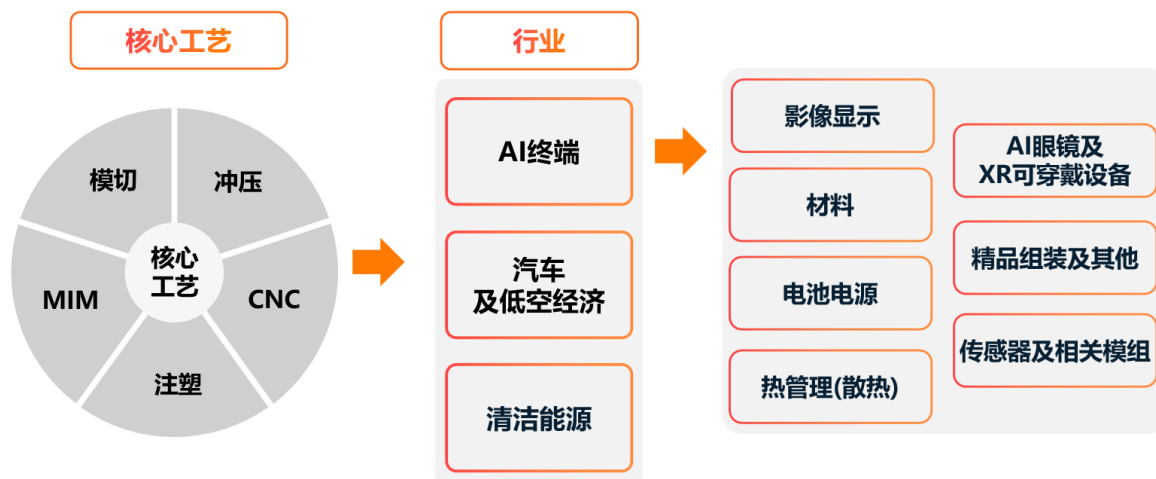 核心工艺
行业
模切
冲压
MIM
核心
工艺
CNC
注塑
AI终端
汽车
及低空经济
清洁能源
影像显示
材料
电池电源
热管理(散热)
AI眼镜及
XR可穿戴设备
精品组装及其他
传感器及相关模组